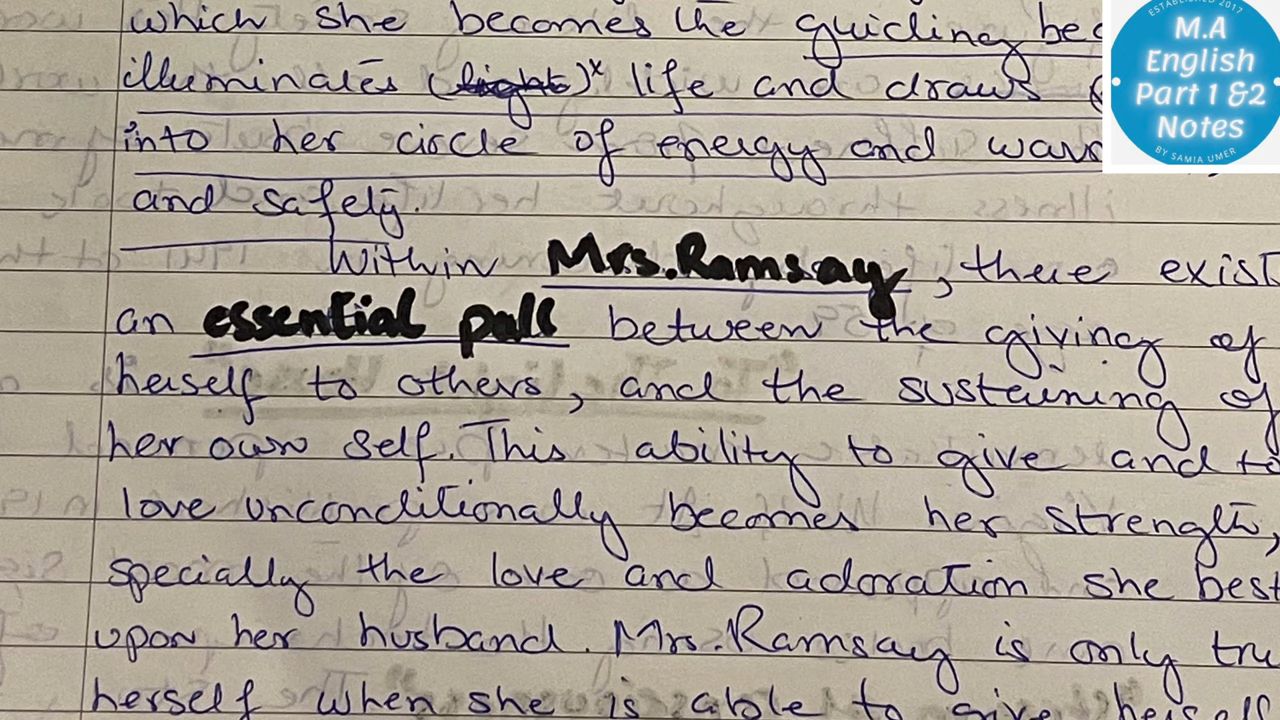 which she becomes the guiding bec
illuminates (light)x life and draws
into her circle of energy and
and safety.
Within Mrs.Ramsay, there exist
an essential pull between the giving of
herself to others, and the sustaining of
her own self. This ability to give and to
love unconditionally becomes her strength,
specially the love and adoration she best
upon her husband. Mrs.Ramsay is only tru
herself when she is able to give herself
ESTABLISHED 2017
M.A
English
Part 1 &2
Notes
BY SAMIA UMER